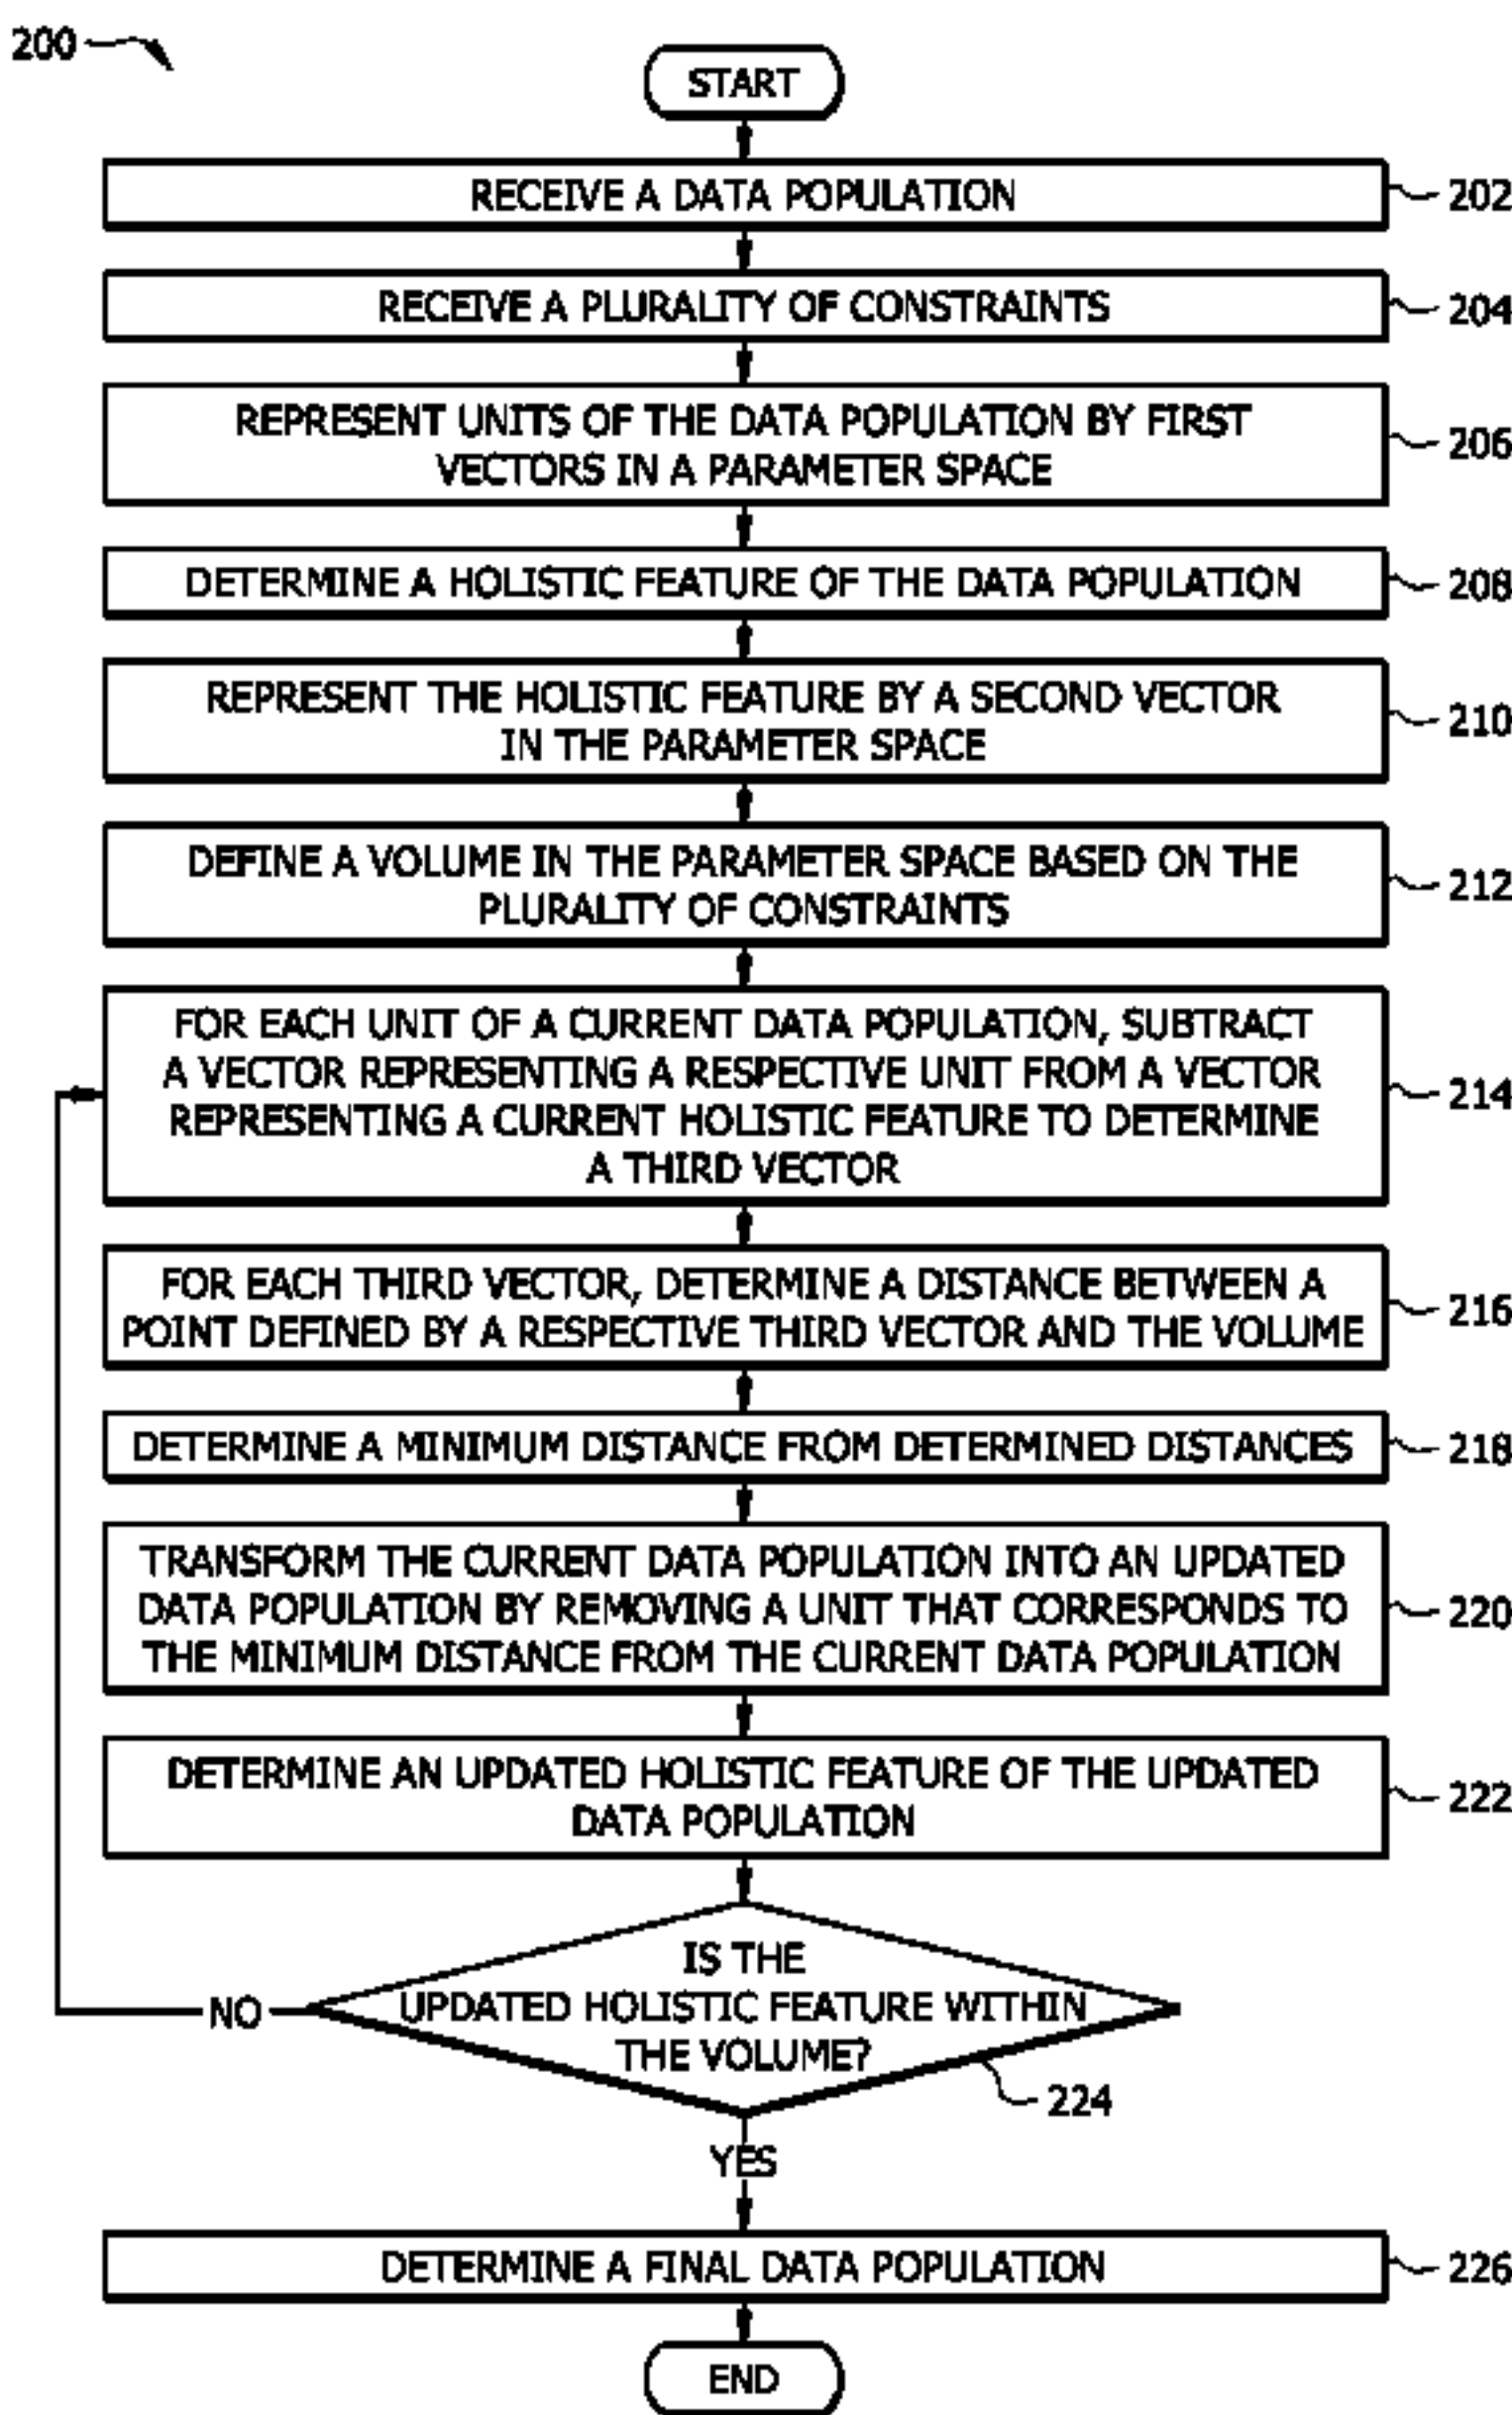 200
START
RECEIVE A DATA POPULATION
202
RECEIVE A PLURALITY OF CONSTRAINTS
204
REPRESENT UNITS OF THE DATA POPULATION BY FIRST
VECTORS IN A PARAMETER SPACE
206
DETERMINE A HOLISTIC FEATURE OF THE DATA POPULATION
208
REPRESENT THE HOLISTIC FEATURE BY A SECOND VECTOR
IN THE PARAMETER SPACE
210
DEFINE A VOLUME IN THE PARAMETER SPACE BASED ON THE
PLURALITY OF CONSTRAINTS
212
FOR EACH UNIT OF A CURRENT DATA POPULATION, SUBTRACT
A VECTOR REPRESENTING A RESPECTIVE UNIT FROM A VECTOR
REPRESENTING A CURRENT HOLISTIC FEATURE TO DETERMINE
A THIRD VECTOR
214
FOR EACH THIRD VECTOR, DETERMINE A DISTANCE BETWEEN A
POINT DEFINED BY A RESPECTIVE THIRD VECTOR AND THE VOLUME
216
DETERMINE A MINIMUM DISTANCE FROM DETERMINED DISTANCES
218
TRANSFORM THE CURRENT DATA POPULATION INTO AN UPDATED
DATA POPULATION BY REMOVING A UNIT THAT CORRESPONDS TO
THE MINIMUM DISTANCE FROM THE CURRENT DATA POPULATION
220
DETERMINE AN UPDATED HOLISTIC FEATURE OF THE UPDATED
DATA POPULATION
222
IS THE
UPDATED HOLISTIC FEATURE WITHIN
THE VOLUME?
NO
224
YES
DETERMINE A FINAL DATA POPULATION
226
END